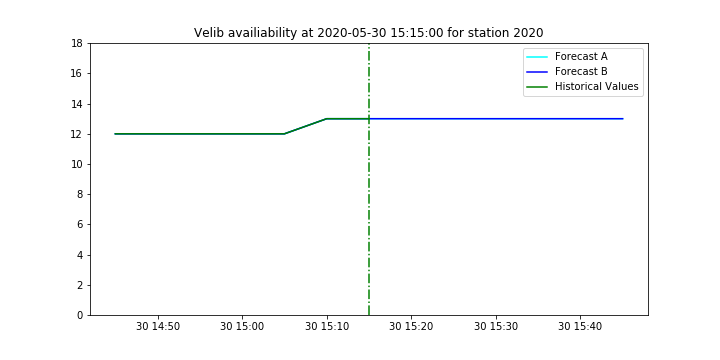 Velib availiability at 2020-05-30 15:15:00 for station 2020
18
16
14
12
10
8
6
4
2
0
Forecast A
Forecast B
Historical Values
30 14:50 30 15:00 30 15:10 30 15:20 30 15:30 30 15:40